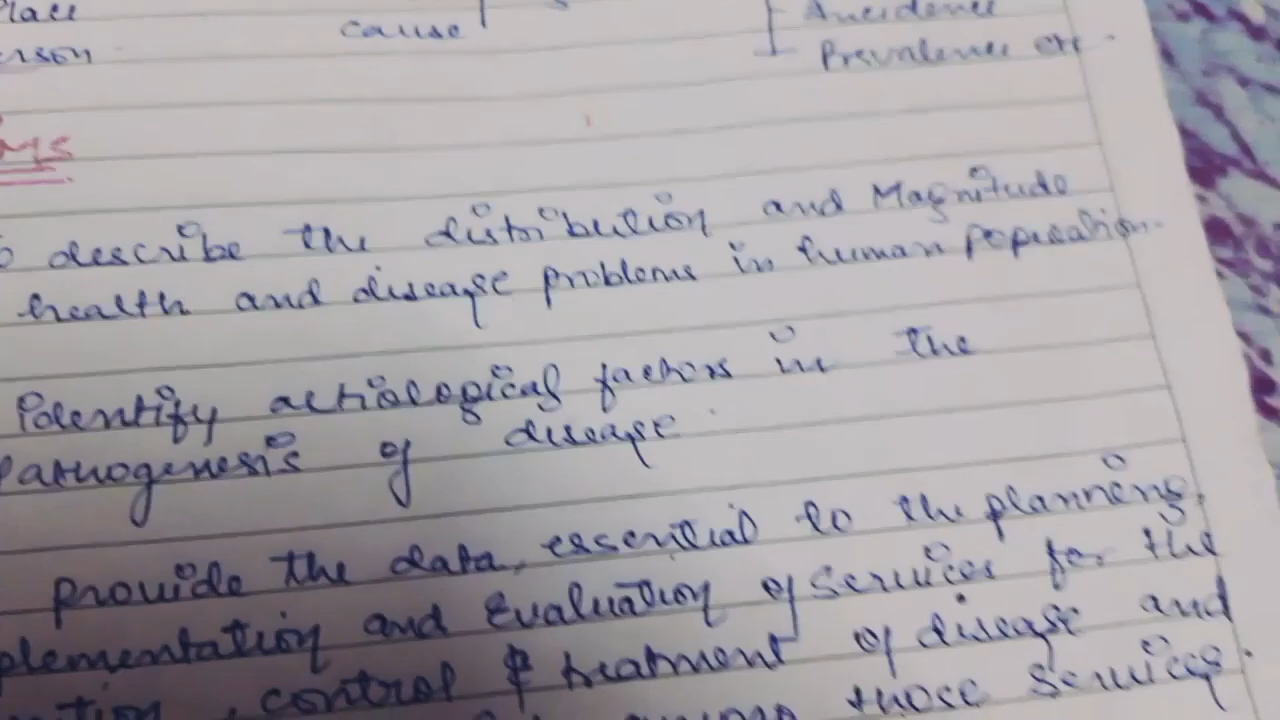 cause
Prevalence etc.
describe the distribution and Magnitude
health and disease problems in human population.
Identify aetiological factors in the
Pathogenesis of disease.
provide the data, essential to the planning,
plementation and Evaluation of services for the
tion, control & treatment of disease and
those services.